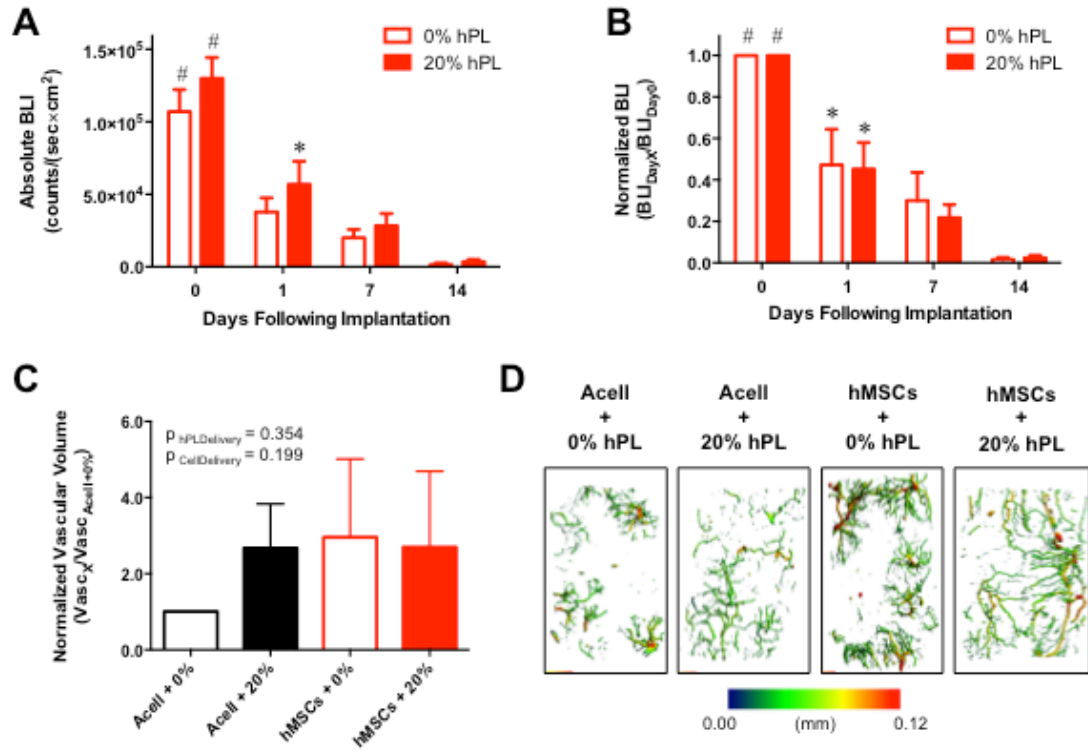 A
Absolute BLI
(counts/(sec×cm²)
1.5×10⁵
1.0×10⁵
5.0×10⁴
0.0
# #
*
0% hPL
20% hPL
0 1 7 14
Days Following Implantation
B
Normalized BLI
(BLI_DayX/BLI_Day0)
1.0
0.8
0.6
0.4
0.2
0.0
# #
* *
0% hPL
20% hPL
0 1 7 14
Days Following Implantation
C
Normalized Vascular Volume
(Vasc_X/Vasc_Acell+0%)
6.0
4.0
2.0
0.0
p hPLDelivery = 0.354
p CellDelivery = 0.199
Acell + 0%
Acell + 20%
hMSCs + 0%
hMSCs + 20%
D
Acell
+
0% hPL
Acell
+
20% hPL
hMSCs
+
0% hPL
hMSCs
+
20% hPL
0.00 (mm) 0.12